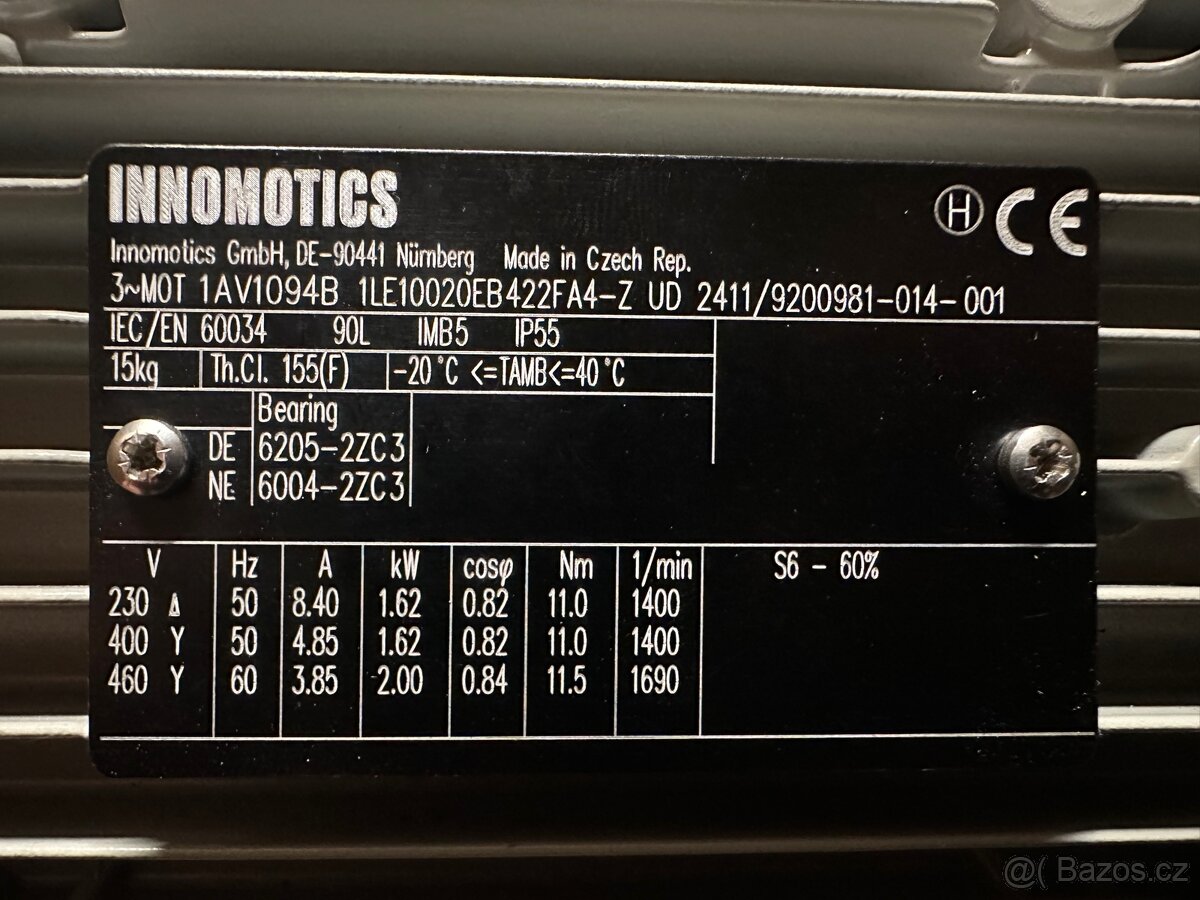 INNOMOTICS
H CE
Innomotics GmbH, DE-90441 Nürnberg Made in Czech Rep.
3~MOT 1AV1094B 1LE10020EB422FA4-Z UD 2411/9200981-014-001
IEC/EN 60034 90L IMB5 IP55
15kg Th.Cl. 155(F) -20°C <=TAMB<=40°C
Bearing
DE 6205-2ZC3
NE 6004-2ZC3
V Hz A kW cosφ Nm 1/min S6 - 60%
230 Δ 50 8.40 1.62 0.82 11.0 1400
400 Y 50 4.85 1.62 0.82 11.0 1400
460 Y 60 3.85 2.00 0.84 11.5 1690
@( Bazos.cz